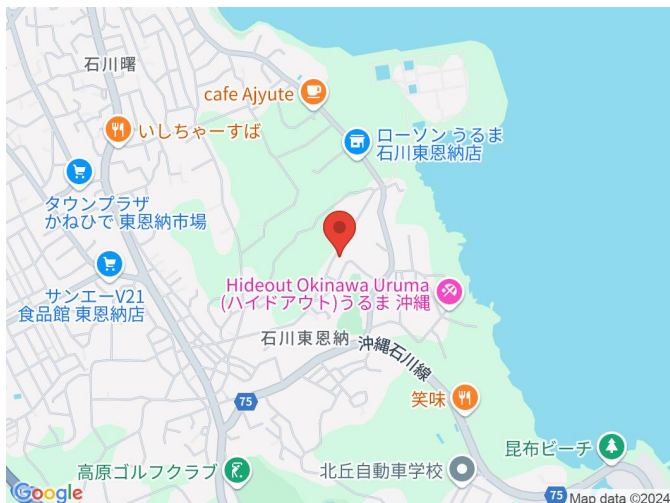 石川曙
cafe Ajyute
いしちゃーすば
ローソン うるま
石川東恩納店
タウンプラザ
かねひで 東恩納市場
サンエーV21
食品館 東恩納店
Hideout Okinawa Uruma
(ハイドアウト)うるま 沖縄
石川東恩納
沖縄石川線
75
笑味
昆布ビーチ
高原ゴルフクラブ
北丘自動車学校
75
Google
Map data ©2024